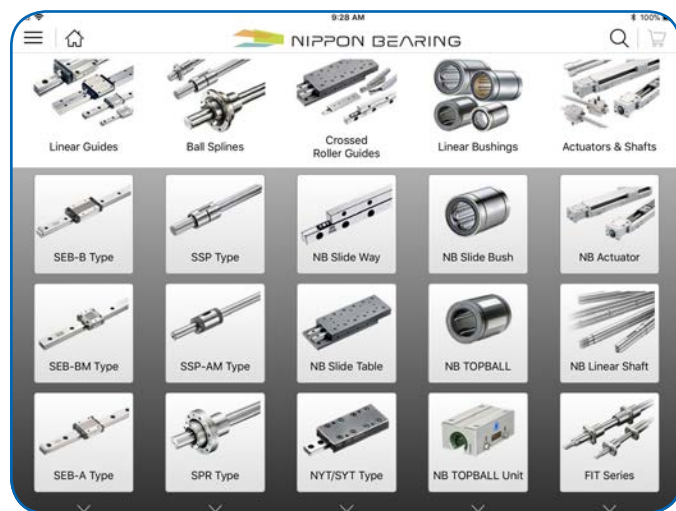 9:28 AM
100%
NIPPON BEARING
Linear Guides
Ball Splines
Crossed
Roller Guides
Linear Bushings
Actuators & Shafts
SEB-B Type
SSP Type
NB Slide Way
NB Slide Bush
NB Actuator
SEB-BM Type
SSP-AM Type
NB Slide Table
NB TOPBALL
NB Linear Shaft
SEB-A Type
SPR Type
NYT/SYT Type
NB TOPBALL Unit
FIT Series